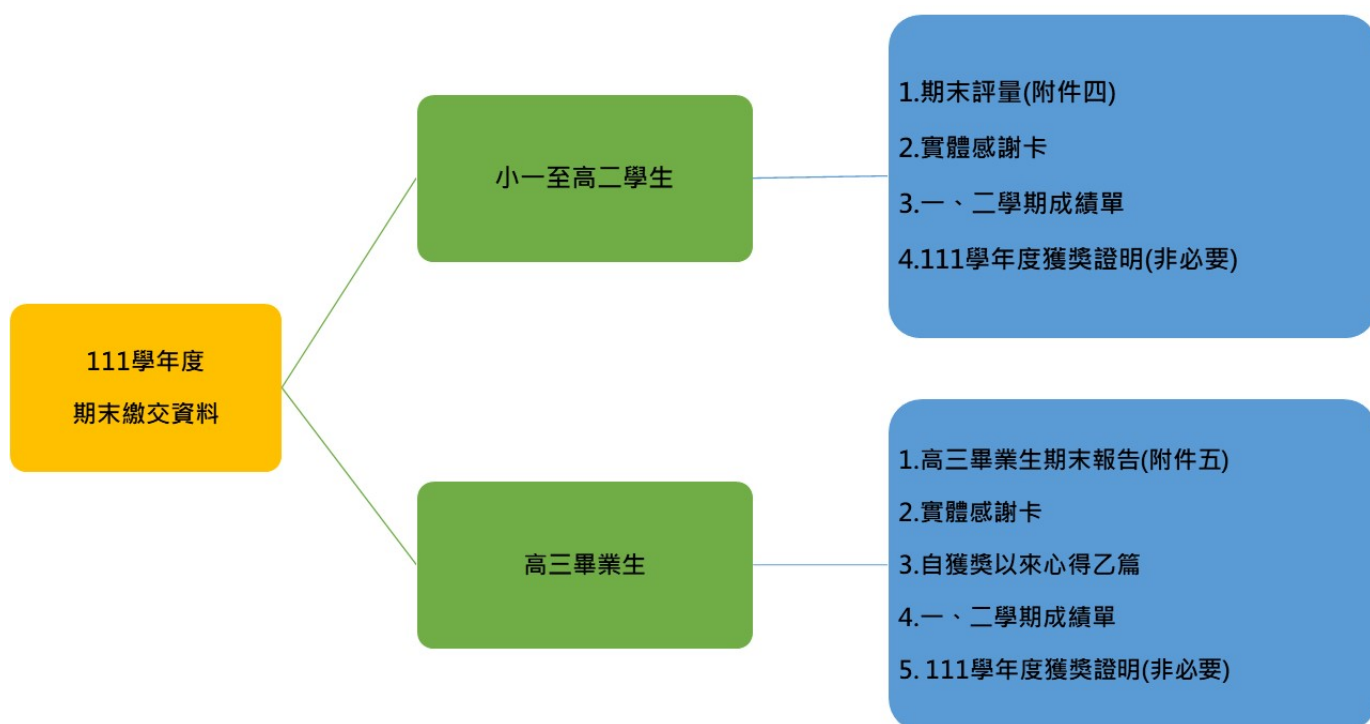 111學年度
期末繳交資料
小一至高二學生
1.期末評量(附件四)
2.實體感謝卡
3.一、二學期成績單
4.111學年度獲獎證明(非必要)
高三畢業生
1.高三畢業生期末報告(附件五)
2.實體感謝卡
3.自獲獎以來心得乙篇
4.一、二學期成績單
5. 111學年度獲獎證明(非必要)